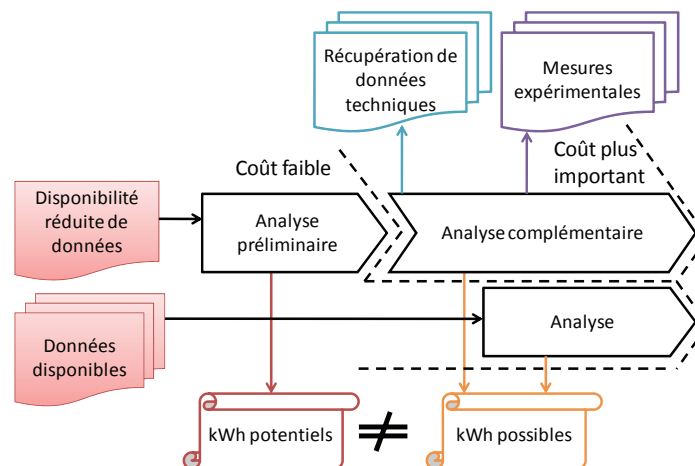 Récupération de
données
techniques
Mesures
expérimentales
Coût faible
Coût plus
important
Disponibilité
réduite de
données
Analyse
préliminaire
Analyse complémentaire
Données
disponibles
Analyse
kWh potentiels
≠
kWh possibles